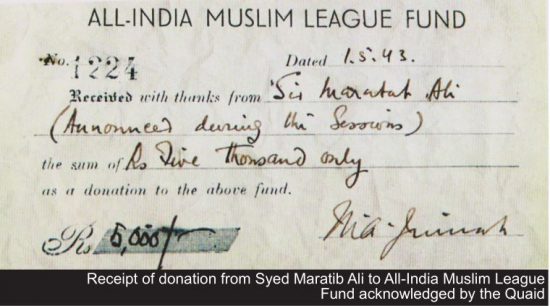 ALL-INDIA MUSLIM LEAGUE FUND
No. 1224 Dated 1.5.43.
Received with thanks from Sir Maratab Ali
(Announced during the Sessions)
the sum of Rs Five Thousand only
as a donation to the above fund.
Rs 5,000/- M.A. Jinnah
Receipt of donation from Syed Maratib Ali to All-India Muslim League
Fund acknowledged by the Quaid